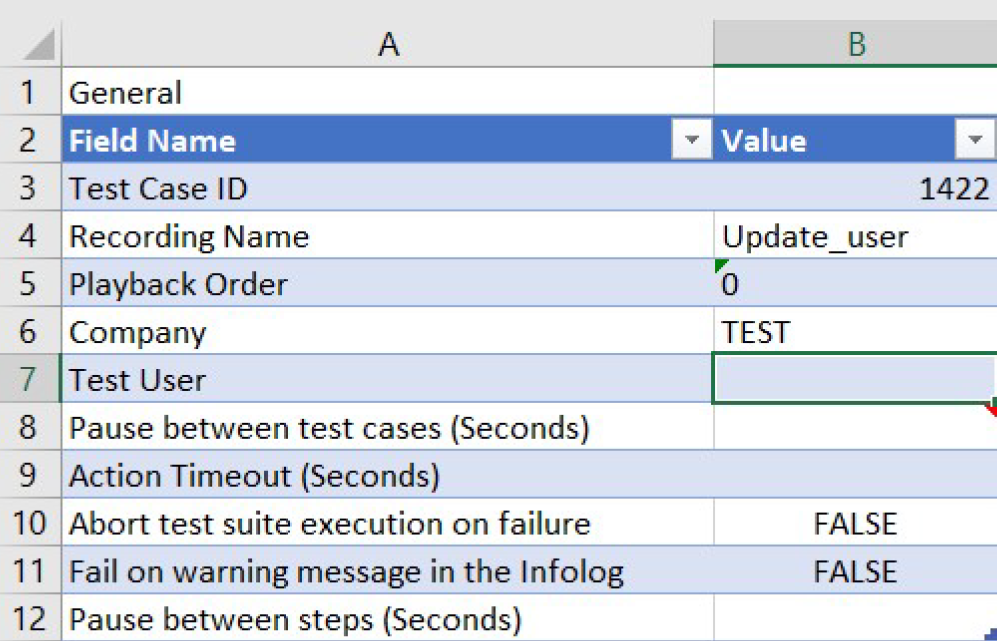 A B
1 General
2 Field Name Value
3 Test Case ID 1422
4 Recording Name Update_user
5 Playback Order 0
6 Company TEST
7 Test User
8 Pause between test cases (Seconds)
9 Action Timeout (Seconds)
10 Abort test suite execution on failure FALSE
11 Fail on warning message in the Infolog FALSE
12 Pause between steps (Seconds)